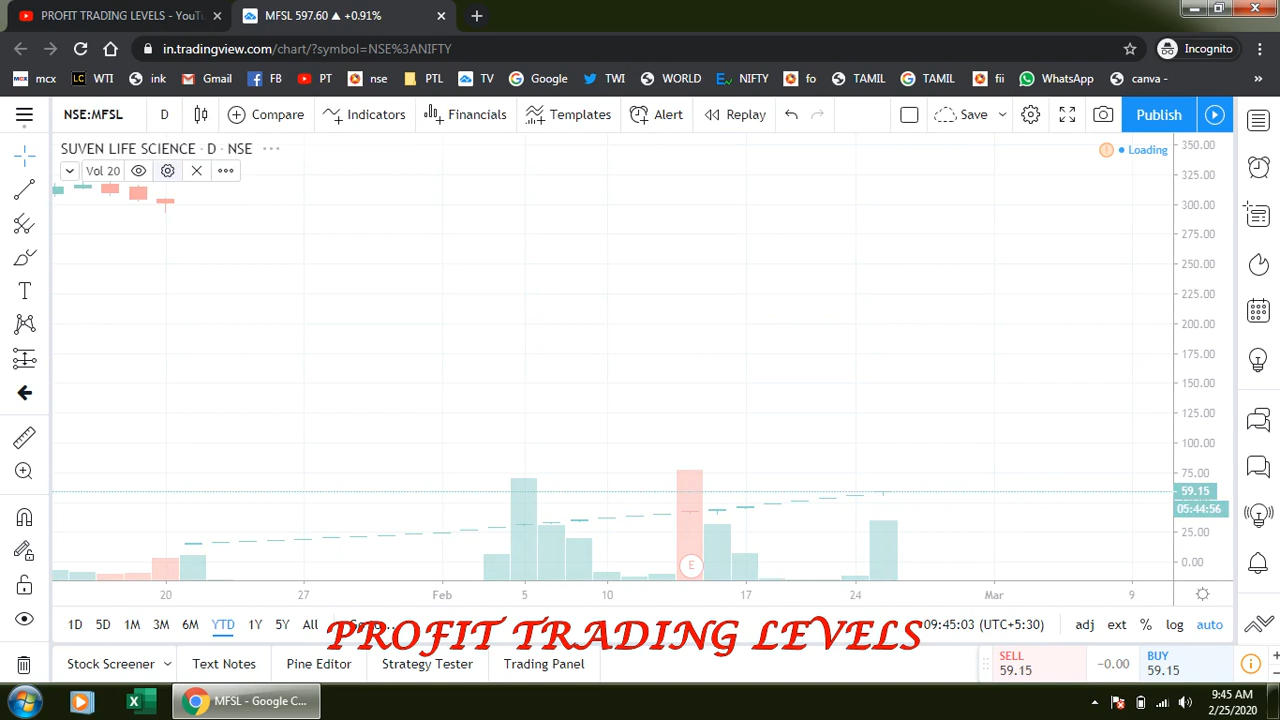 PROFIT TRADING LEVELS - YouTu
MFSL 597.60 ▲ +0.91%
in.tradingview.com/chart/?symbol=NSE%3ANIFTY
Incognito
mcx
LC WTI
ink
Gmail
FB
PT
nse
PTL
TV
Google
TWI
WORLD
NIFTY
fo
TAMIL
TAMIL
fii
WhatsApp
canva -
»
NSE:MFSL
D
Compare
Indicators
Financials
Templates
Alert
Replay
Save
Publish
SUVEN LIFE SCIENCE · D · NSE
Loading
Vol 20
350.00
325.00
300.00
275.00
250.00
225.00
200.00
175.00
150.00
125.00
100.00
75.00
59.15
05:44:56
25.00
0.00
E
20
27
Feb
5
10
17
24
Mar
9
1D 5D 1M 3M 6M YTD 1Y 5Y All
09:45:03 (UTC+5:30)
adj ext % log auto
PROFIT TRADING LEVELS
Stock Screener
Text Notes
Pine Editor
Strategy Tester
Trading Panel
SELL
59.15
−0.00
BUY
59.15
MFSL - Google C...
9:45 AM
2/25/2020